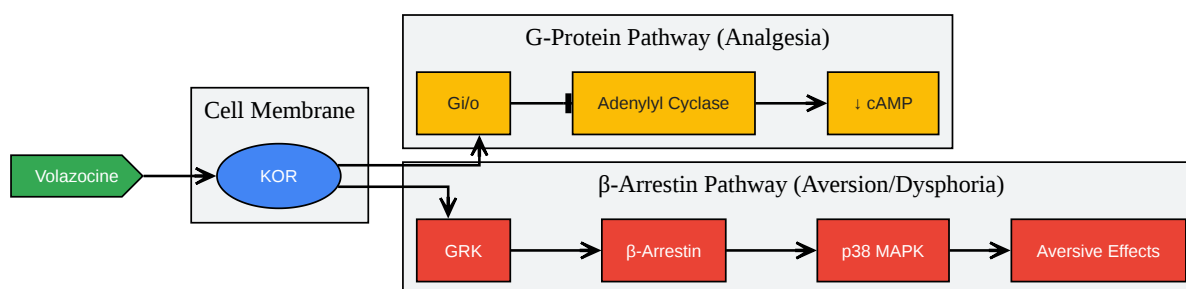 G-Protein Pathway (Analgesia)
Gi/o
Adenylyl Cyclase
↓ cAMP
Cell Membrane
Volazocine
KOR
β-Arrestin Pathway (Aversion/Dysphoria)
GRK
β-Arrestin
p38 MAPK
Aversive Effects